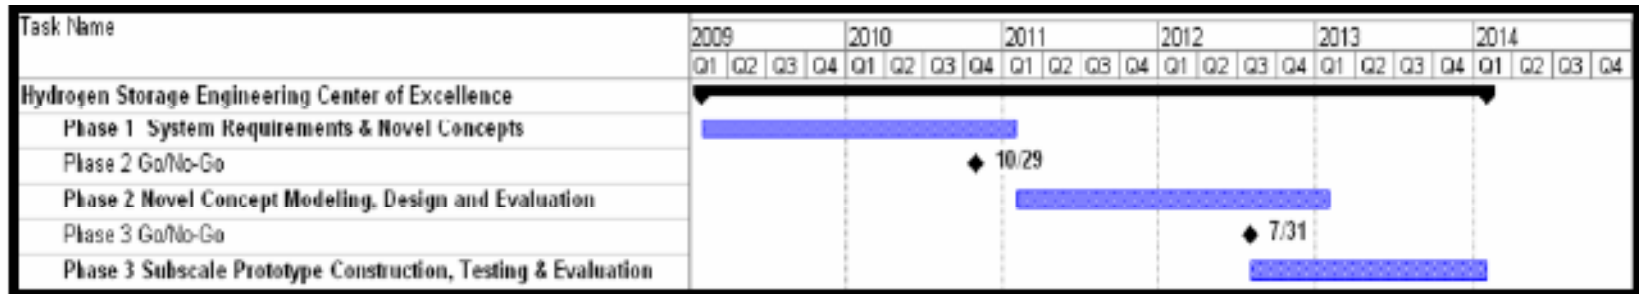 Task Name
2009 2010 2011 2012 2013 2014
Q1 Q2 Q3 Q4 Q1 Q2 Q3 Q4 Q1 Q2 Q3 Q4 Q1 Q2 Q3 Q4 Q1 Q2 Q3 Q4 Q1 Q2 Q3 Q4
Hydrogen Storage Engineering Center of Excellence
Phase 1 System Requirements & Novel Concepts
Phase 2 Go/No-Go 10/29
Phase 2 Novel Concept Modeling, Design and Evaluation
Phase 3 Go/No-Go 7/31
Phase 3 Subscale Prototype Construction, Testing & Evaluation